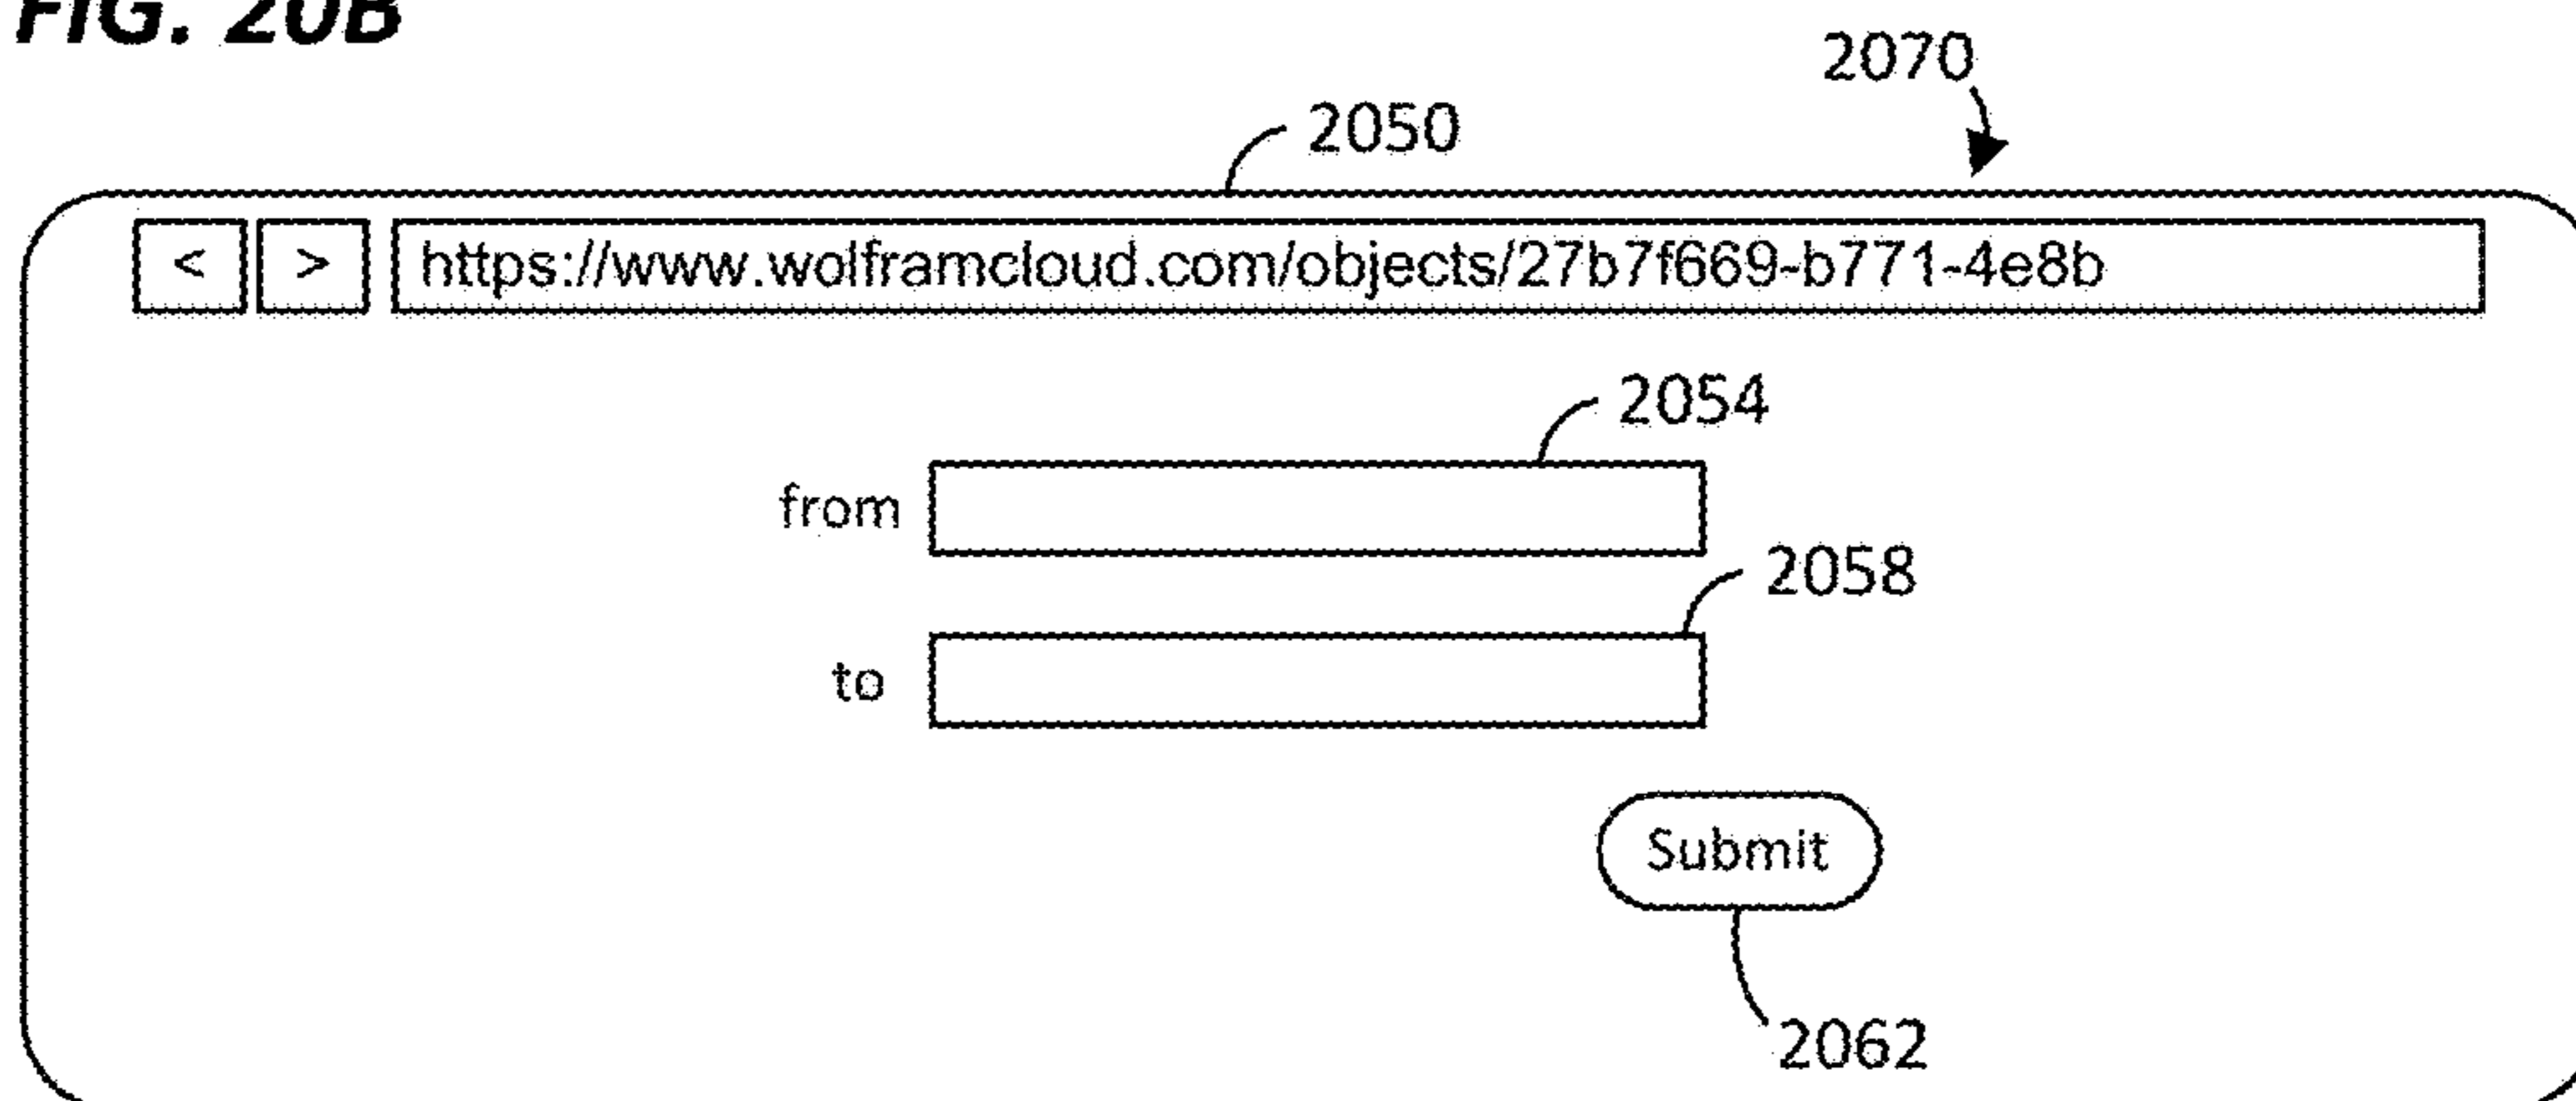 FIG. 20B
2070
2050
< > https://www.wolframcloud.com/objects/27b7f669-b771-4e8b
2054
from
2058
to
Submit
2062